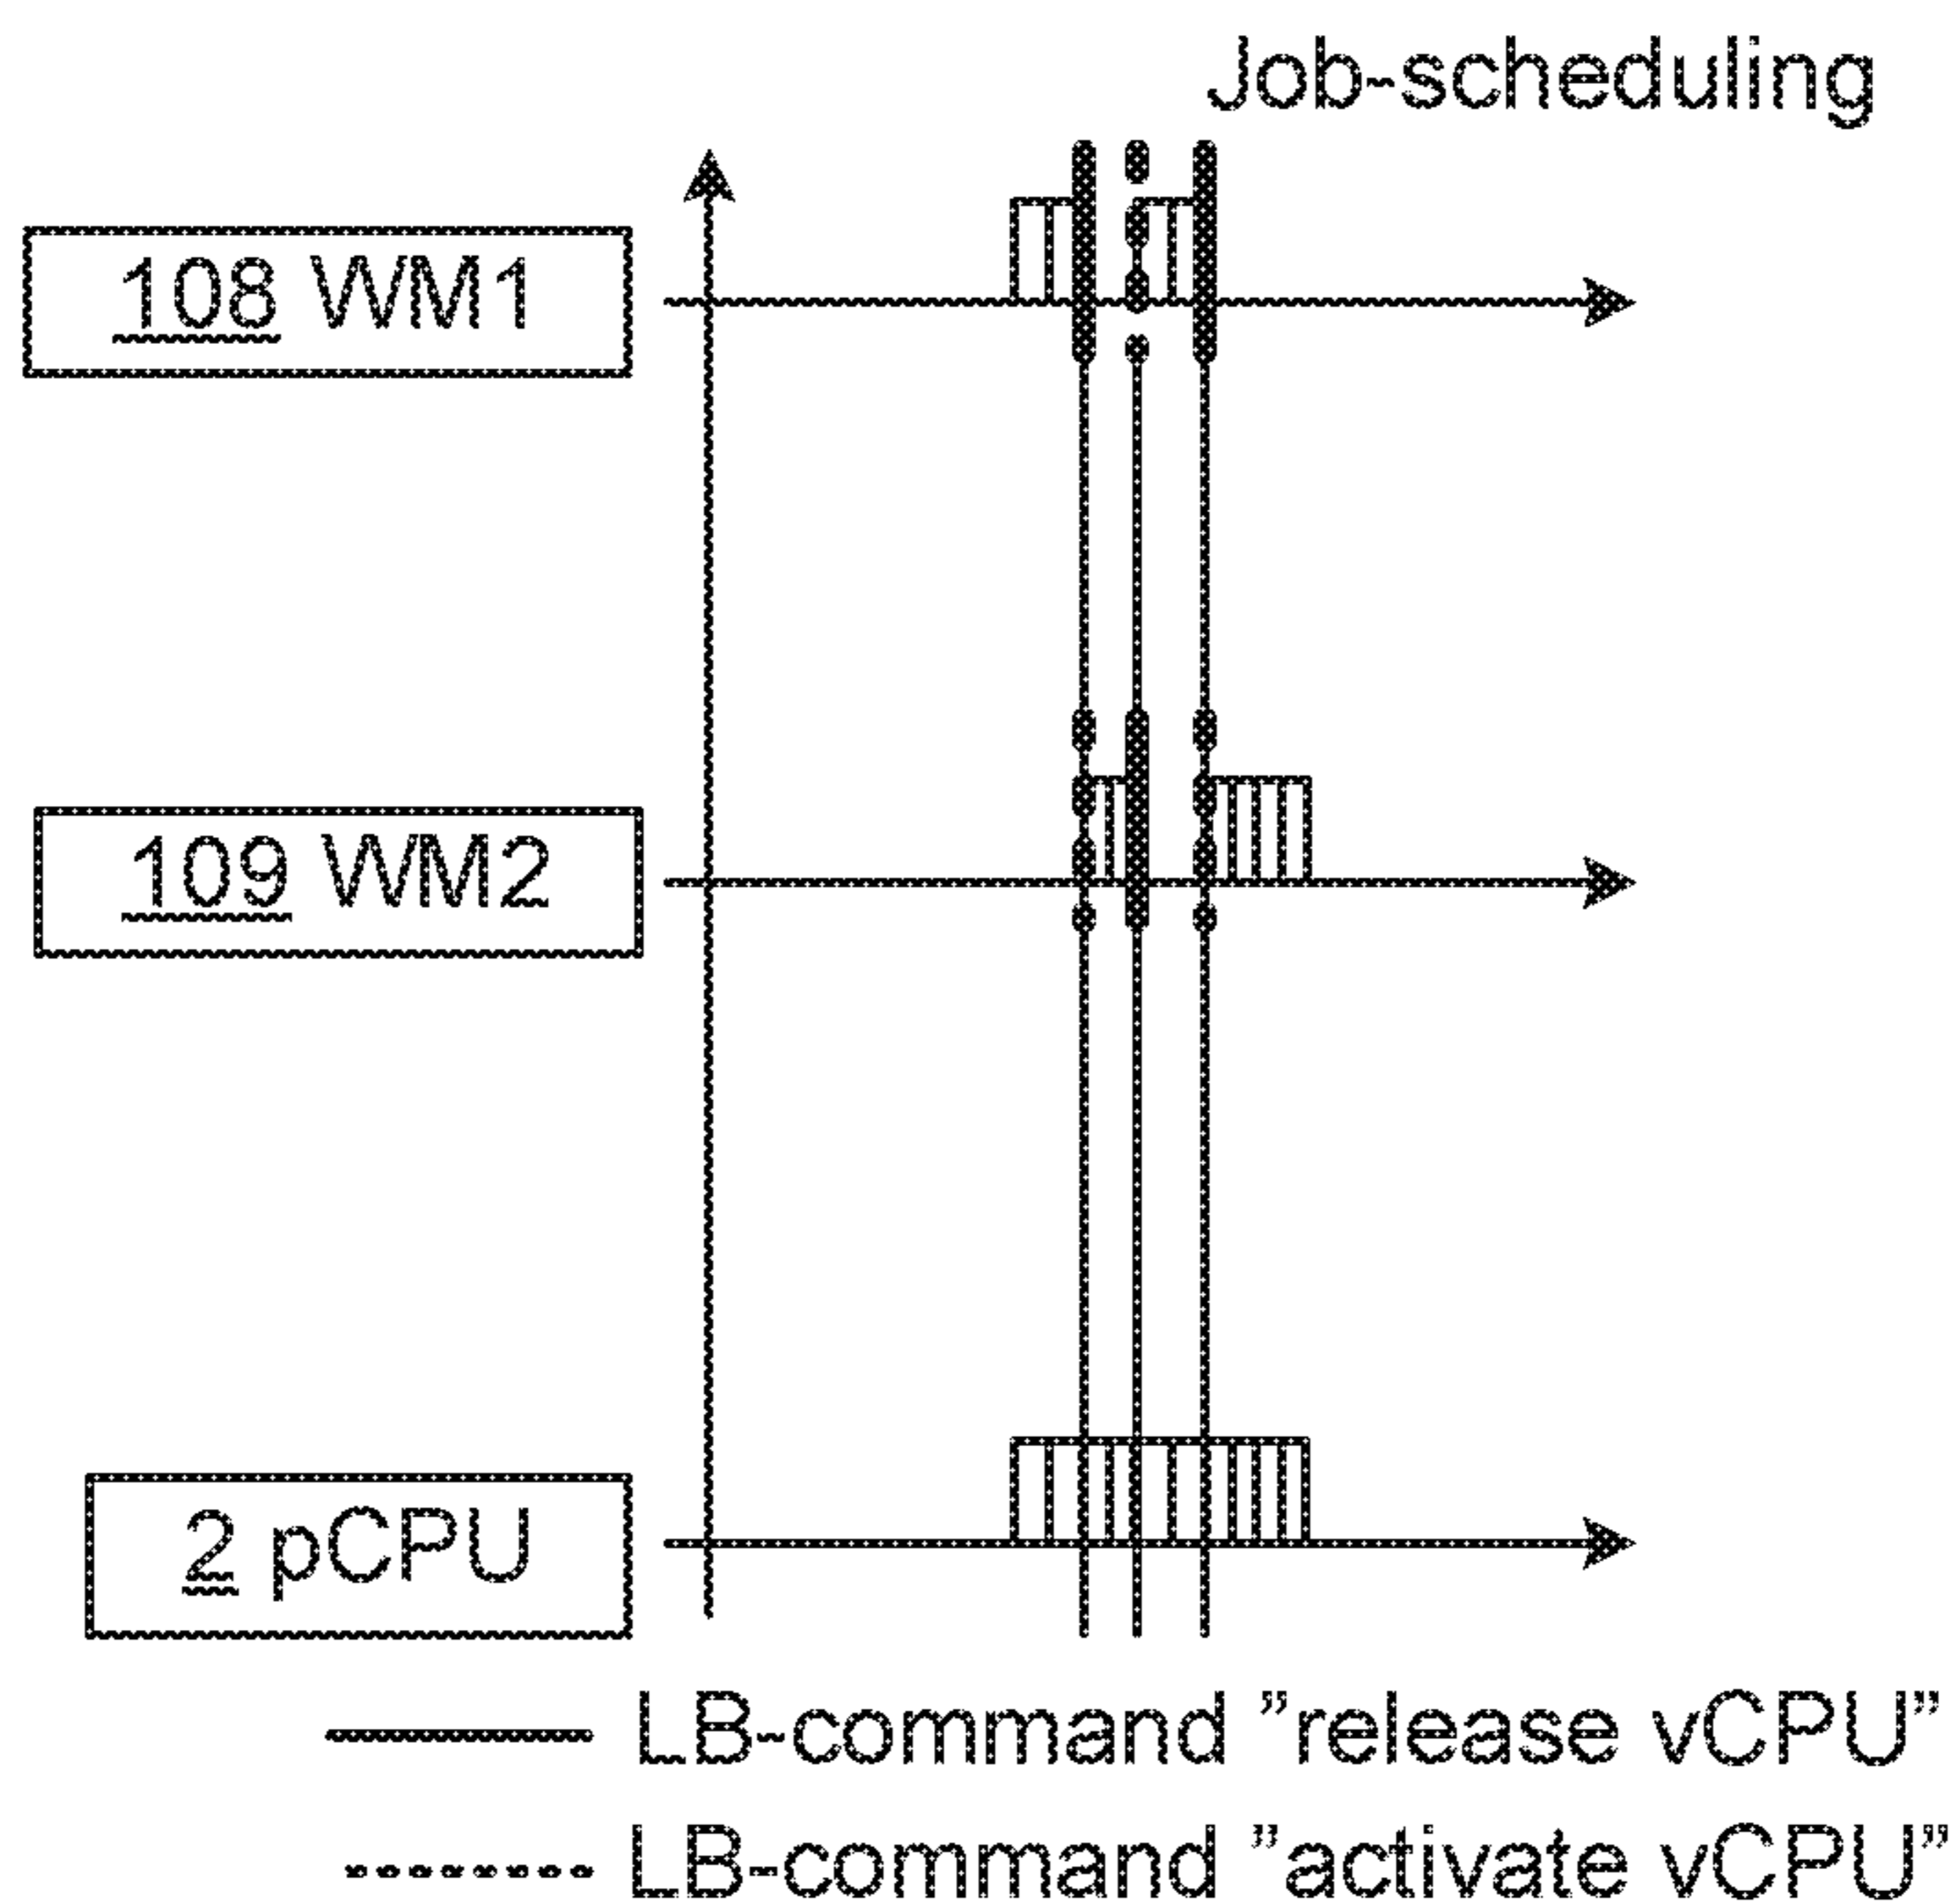 Job-scheduling
108 WM1
109 WM2
2 pCPU
LB-command ”release vCPU”
LB-command ”activate vCPU”